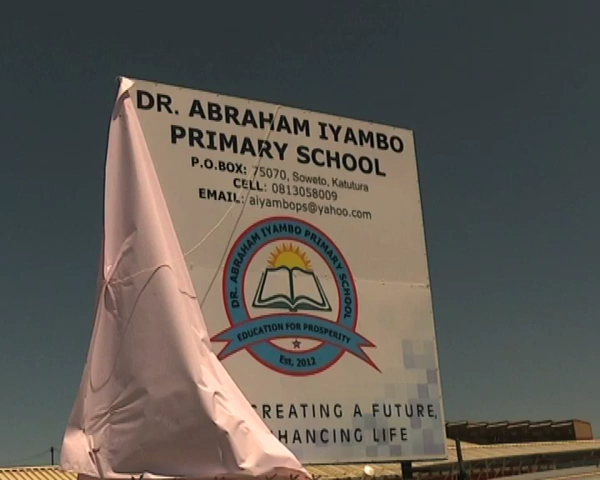 DR. ABRAHAM IYAMBO
PRIMARY SCHOOL
P.O.BOX: 75070, Soweto, Katutura
CELL: 0813058009
EMAIL: aiyambops@yahoo.com
DR. ABRAHAM IYAMBO PRIMARY SCHOOL
EDUCATION FOR PROSPERITY
Est. 2012
CREATING A FUTURE,
HANCING LIFE